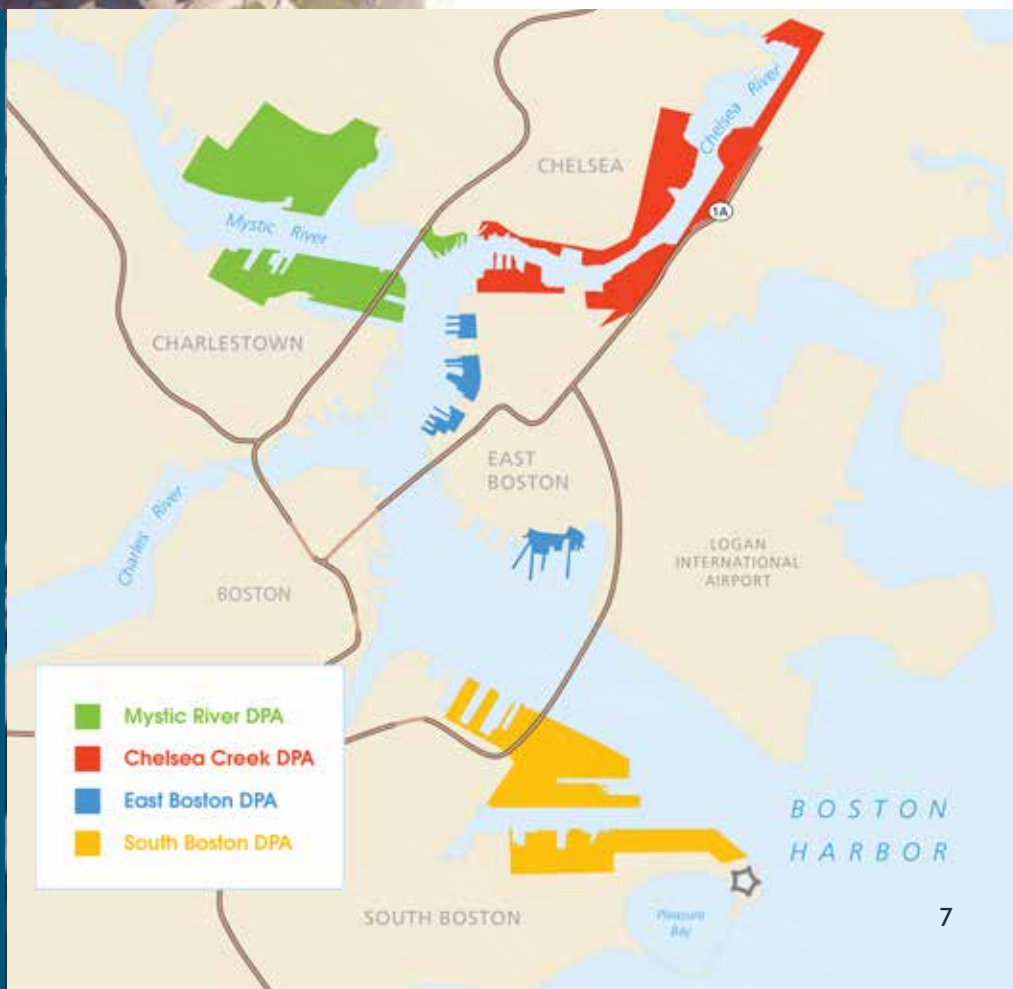 Chelsea River
CHELSEA
1A
Mystic River
CHARLESTOWN
EAST
BOSTON
Charles River
LOGAN
INTERNATIONAL
AIRPORT
BOSTON
Mystic River DPA
Chelsea Creek DPA
East Boston DPA
South Boston DPA
BOSTON
HARBOR
SOUTH BOSTON
Pleasure
Bay
7